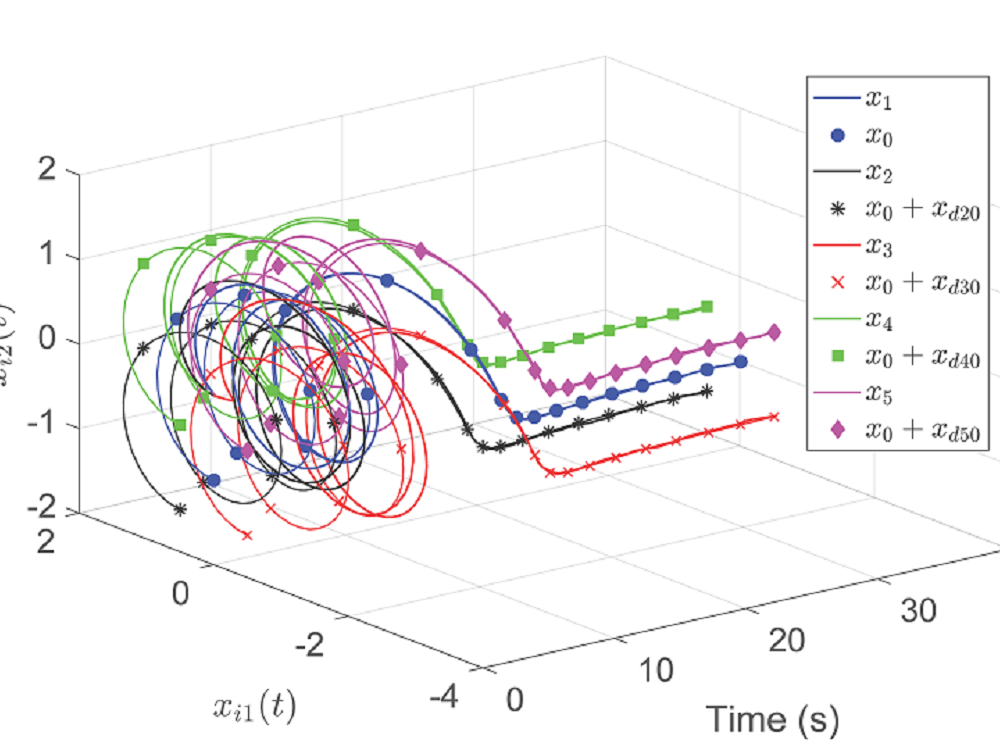 2
1
0
-1
-2
2
0
-2
-4
0
10
20
30
x_{i1}(t)
Time (s)
x_1
x_0
x_2
x_0 + x_{d20}
x_3
x_0 + x_{d30}
x_4
x_0 + x_{d40}
x_5
x_0 + x_{d50}